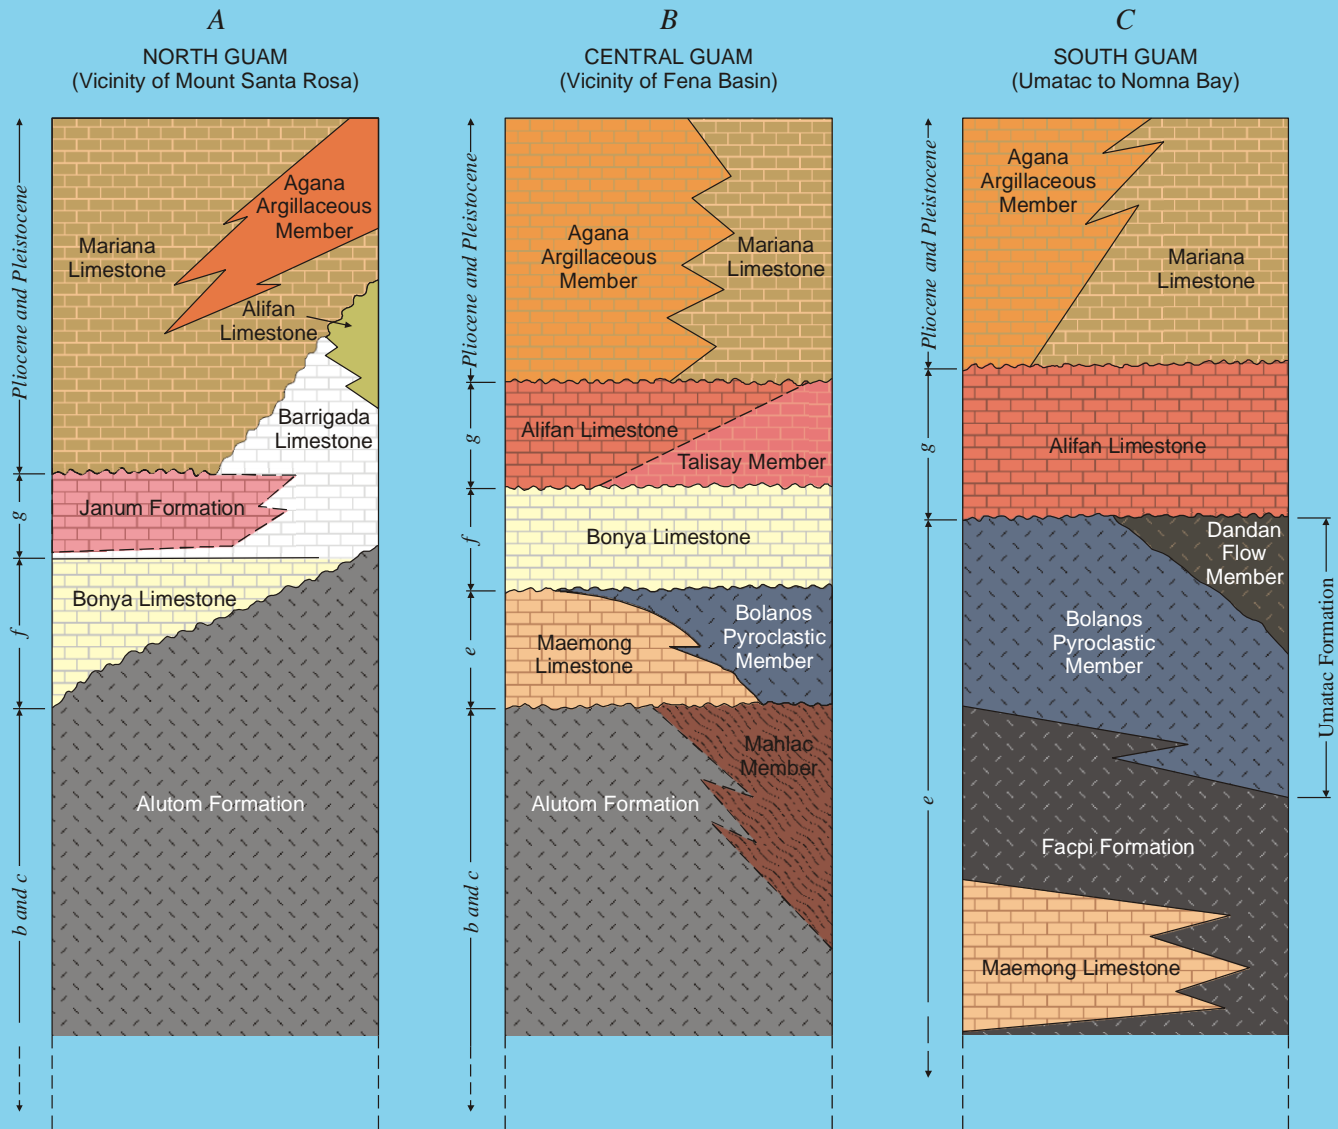 A
NORTH GUAM
(Vicinity of Mount Santa Rosa)
Pliocene and Pleistocene
g
f
b and c
Agana
Argillaceous
Member
Mariana
Limestone
Alifan
Limestone
Barrigada
Limestone
Janum Formation
Bonya Limestone
Alutom Formation
B
CENTRAL GUAM
(Vicinity of Fena Basin)
Pliocene and Pleistocene
g
f
e
b and c
Agana
Argillaceous
Member
Mariana
Limestone
Alifan Limestone
Talisay Member
Bonya Limestone
Maemong
Limestone
Bolanos
Pyroclastic
Member
Mahlac
Member
Alutom Formation
C
SOUTH GUAM
(Umatac to Nomna Bay)
Pliocene and Pleistocene
g
e
Agana
Argillaceous
Member
Mariana
Limestone
Alifan Limestone
Dandan
Flow
Member
Bolanos
Pyroclastic
Member
Umatac Formation
Facpi Formation
Maemong Limestone